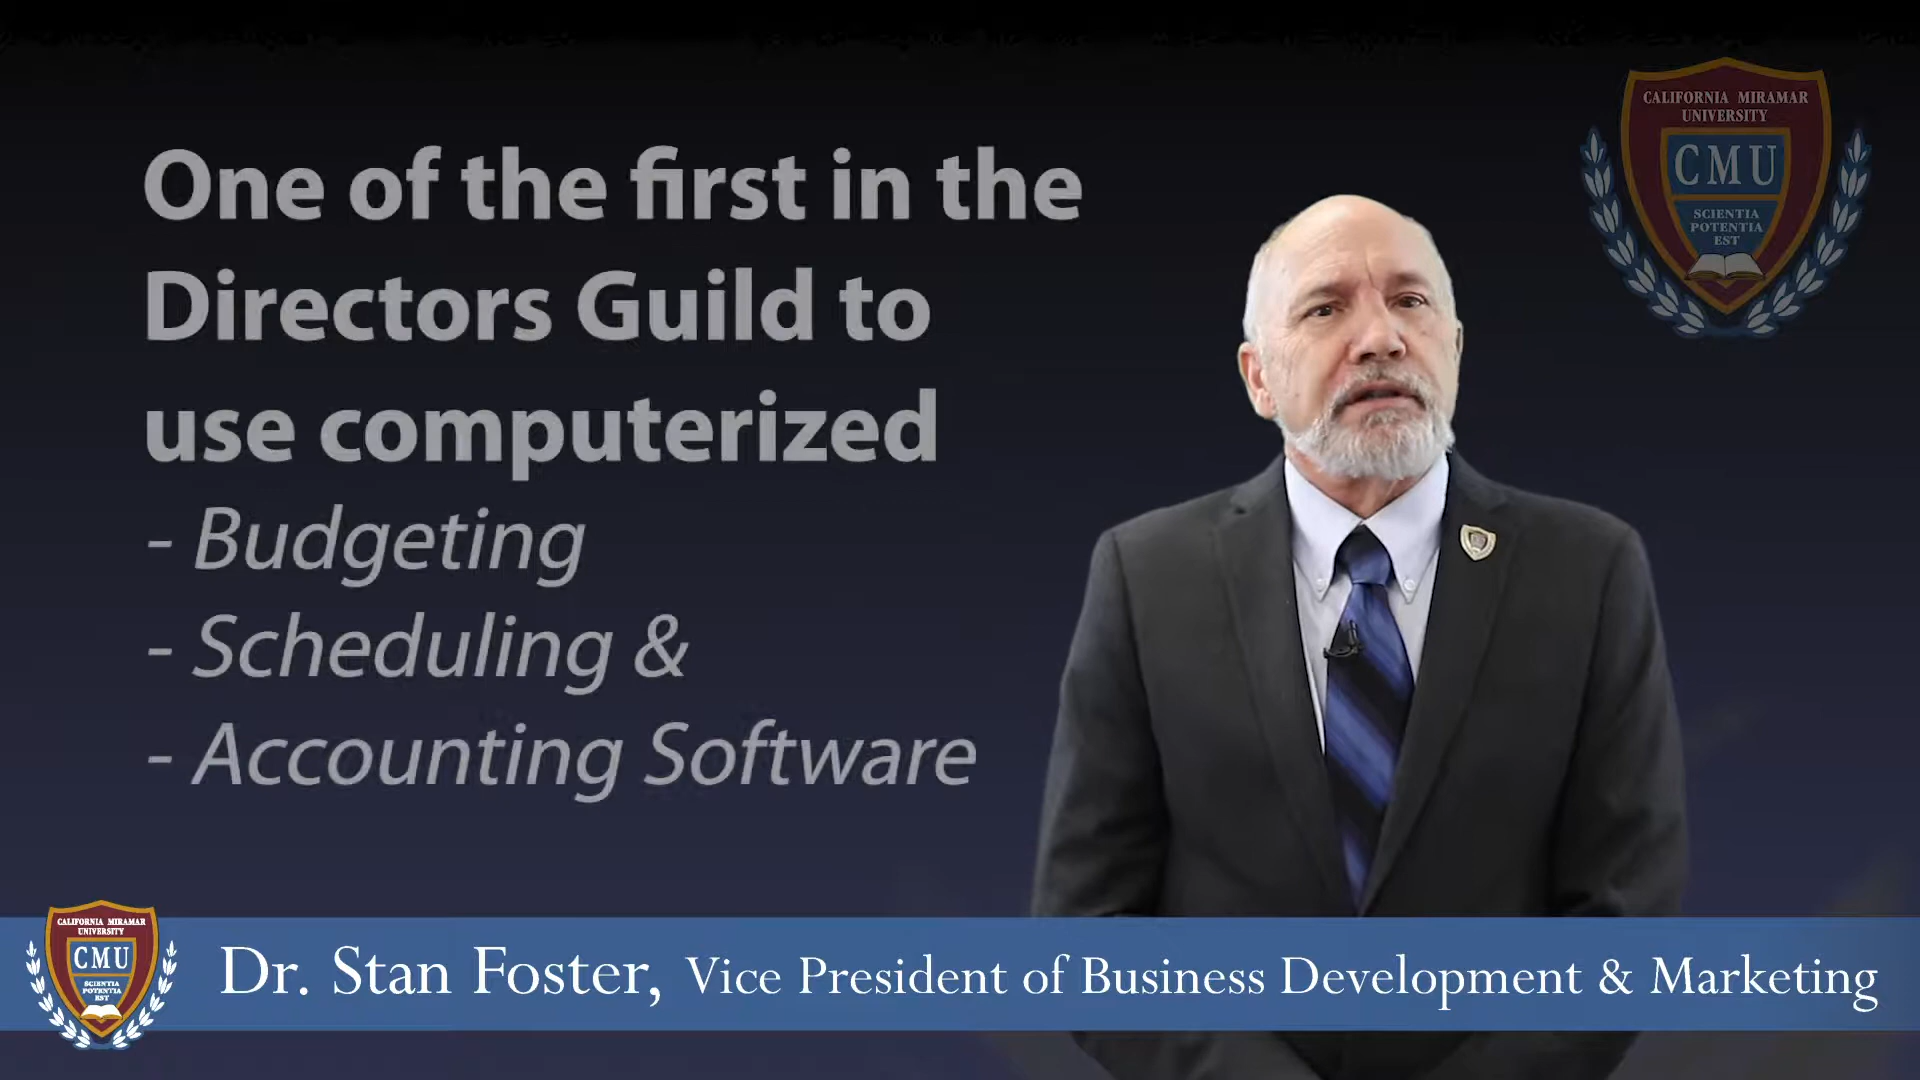 CALIFORNIA MIRAMAR
UNIVERSITY
CMU
SCIENTIA
POTENTIA
EST
One of the first in the
Directors Guild to
use computerized
- Budgeting
- Scheduling &
- Accounting Software
CALIFORNIA MIRAMAR
UNIVERSITY
CMU
SCIENTIA
POTENTIA
EST
Dr. Stan Foster, Vice President of Business Development & Marketing